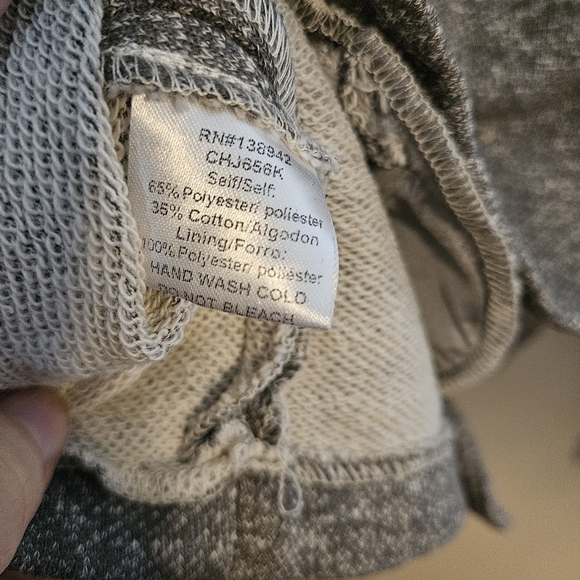 RN#138942
CHJ656K
Self/Self:
65% Polyester/ poliester
35% Cotton/Algodon
Lining/Forro:
100% Polyester/ poliester
HAND WASH COLD
DO NOT BLEACH